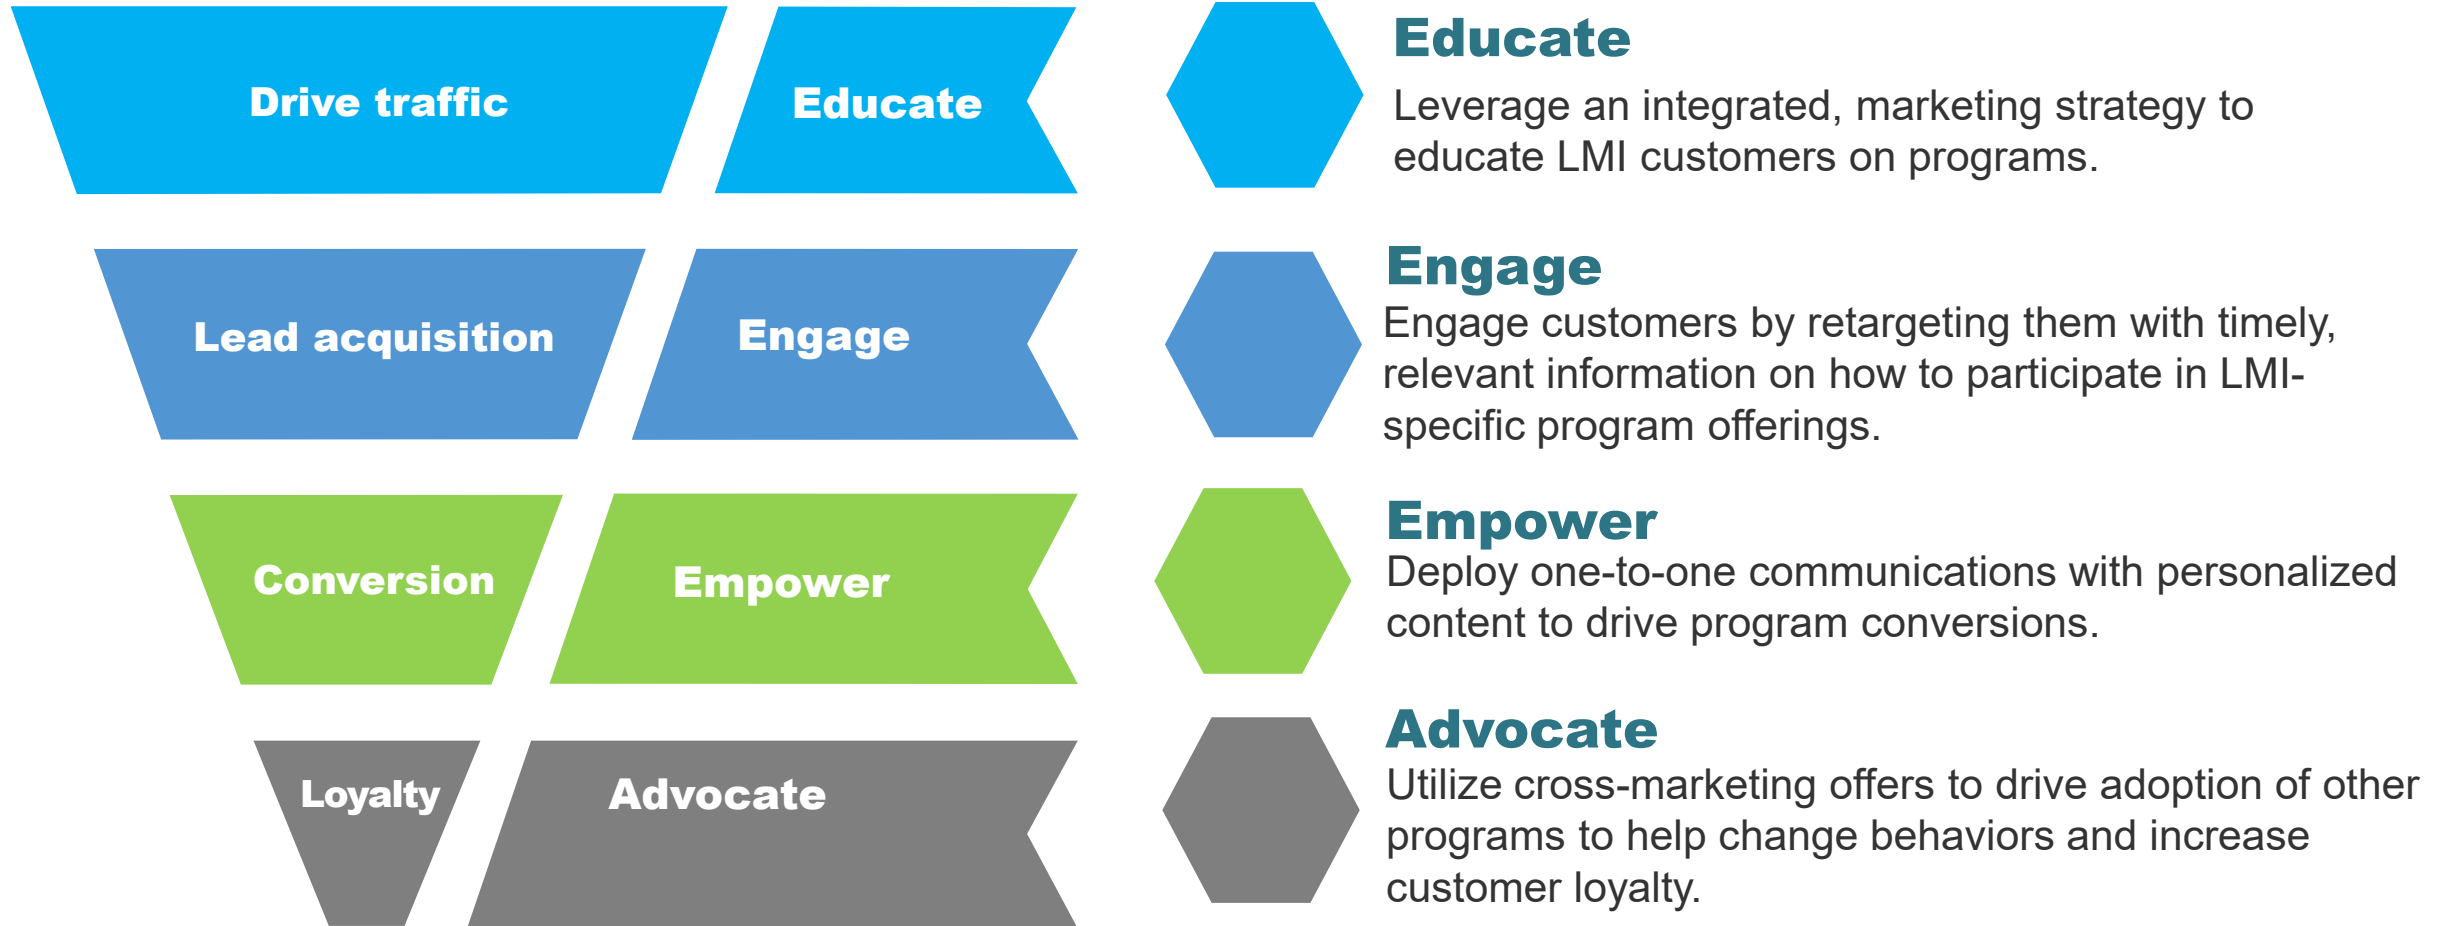 Drive traffic
Educate
Educate
Leverage an integrated, marketing strategy to
educate LMI customers on programs.
Lead acquisition
Engage
Engage
Engage customers by retargeting them with timely,
relevant information on how to participate in LMI-
specific program offerings.
Conversion
Empower
Empower
Deploy one-to-one communications with personalized
content to drive program conversions.
Loyalty
Advocate
Advocate
Utilize cross-marketing offers to drive adoption of other
programs to help change behaviors and increase
customer loyalty.